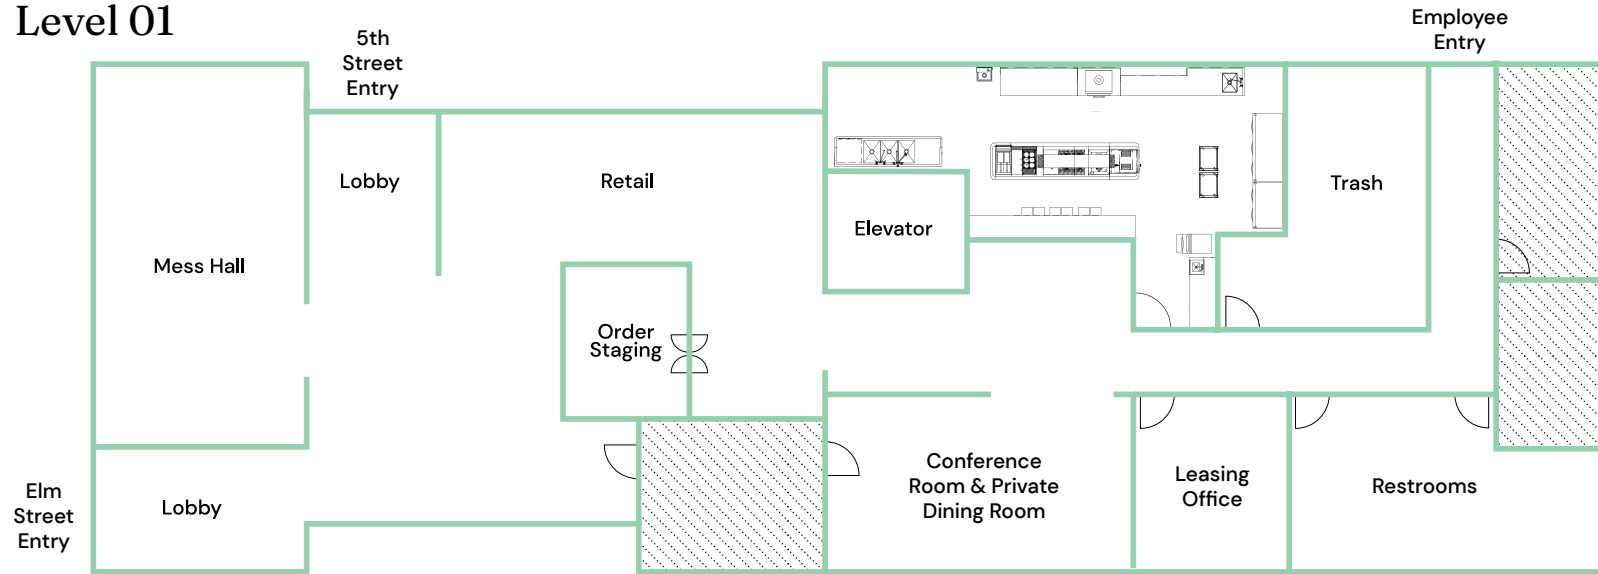 Level 01
5th
Street
Entry
Employee
Entry
Lobby
Retail
Trash
Elevator
Mess Hall
Order
Staging
Conference
Room & Private
Dining Room
Leasing
Office
Restrooms
Elm
Street
Entry
Lobby